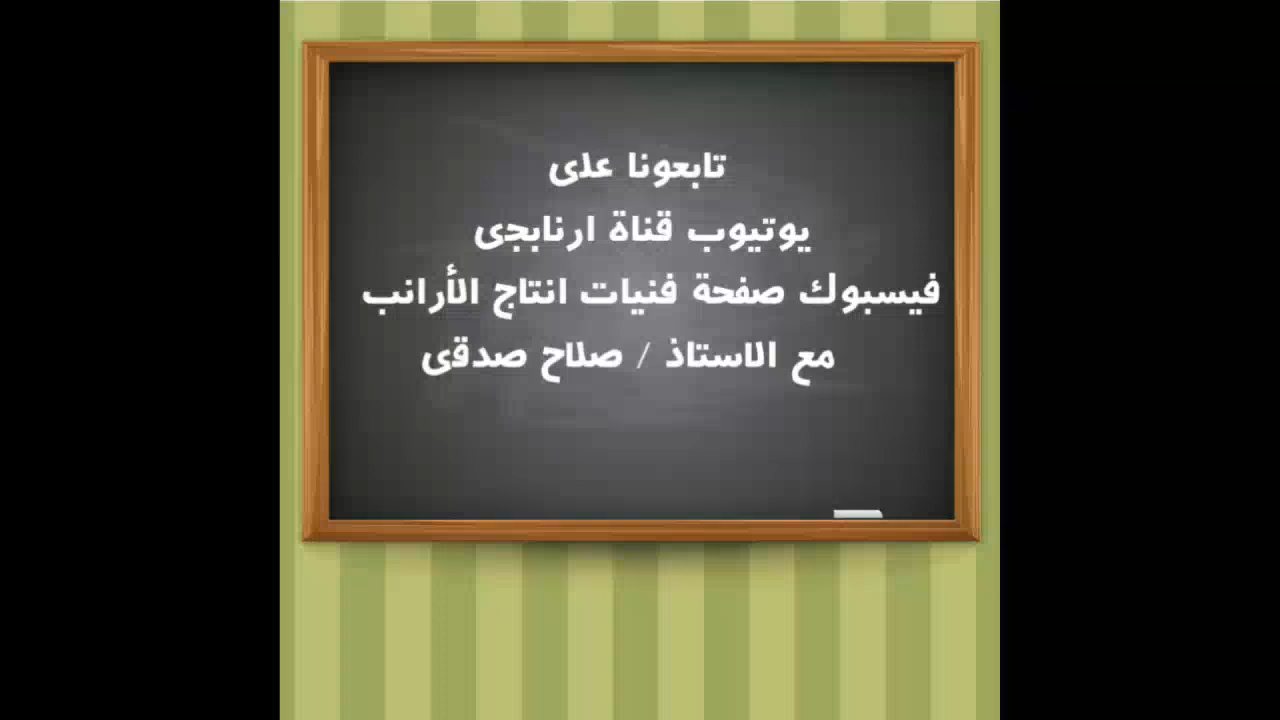 تابعونا على
يوتيوب قناة ارنابجى
فيسبوك صفحة فنيات انتاج الأرانب
مع الاستاذ / صلاح صدقى